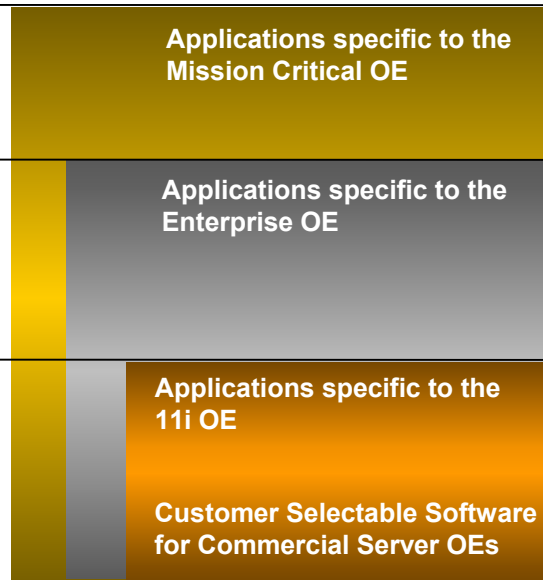 Applications specific to the
Mission Critical OE
Applications specific to the
Enterprise OE
Applications specific to the
11i OE
Customer Selectable Software
for Commercial Server OEs